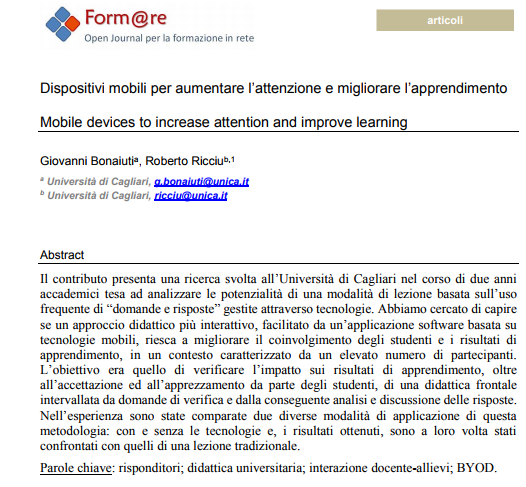 Form@re
Open Journal per la formazione in rete
articoli
Dispositivi mobili per aumentare l'attenzione e migliorare l'apprendimento
Mobile devices to increase attention and improve learning
Giovanni Bonaiutiᵃ, Roberto Ricciuᵇ,¹
ᵃ Università di Cagliari, g.bonaiuti@unica.it
ᵇ Università di Cagliari, ricciu@unica.it
Abstract
Il contributo presenta una ricerca svolta all'Università di Cagliari nel corso di due anni
accademici tesa ad analizzare le potenzialità di una modalità di lezione basata sull'uso
frequente di “domande e risposte” gestite attraverso tecnologie. Abbiamo cercato di capire
se un approccio didattico più interattivo, facilitato da un'applicazione software basata su
tecnologie mobili, riesca a migliorare il coinvolgimento degli studenti e i risultati di
apprendimento, in un contesto caratterizzato da un elevato numero di partecipanti.
L'obiettivo era quello di verificare l'impatto sui risultati di apprendimento, oltre
all'accettazione ed all'apprezzamento da parte degli studenti, di una didattica frontale
intervallata da domande di verifica e dalla conseguente analisi e discussione delle risposte.
Nell'esperienza sono state comparate due diverse modalità di applicazione di questa
metodologia: con e senza le tecnologie e, i risultati ottenuti, sono a loro volta stati
confrontati con quelli di una lezione tradizionale.
Parole chiave: risponditori; didattica universitaria; interazione docente-allievi; BYOD.